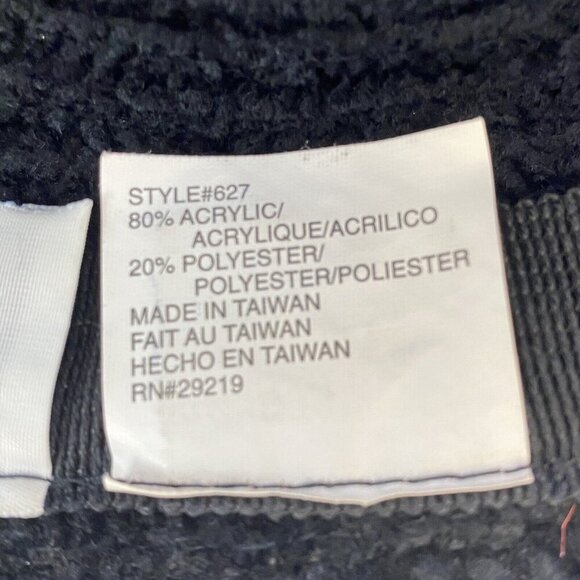 STYLE#627
80% ACRYLIC/
ACRYLIQUE/ACRILICO
20% POLYESTER/
POLYESTER/POLIESTER
MADE IN TAIWAN
FAIT AU TAIWAN
HECHO EN TAIWAN
RN#29219